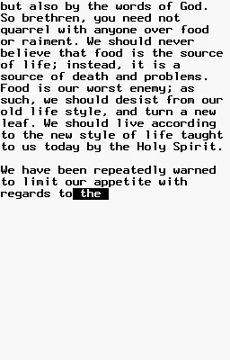 but also by the words of God.
So brethren, you need not
quarrel with anyone over food
or raiment. We should never
believe that food is the source
of life; instead, it is a
source of death and problems.
Food is our worst enemy; as
such, we should desist from our
old life style, and turn a new
leaf. We should live according
to the new style of life taught
to us today by the Holy Spirit.

We have been repeatedly warned
to limit our appetite with
regards to the